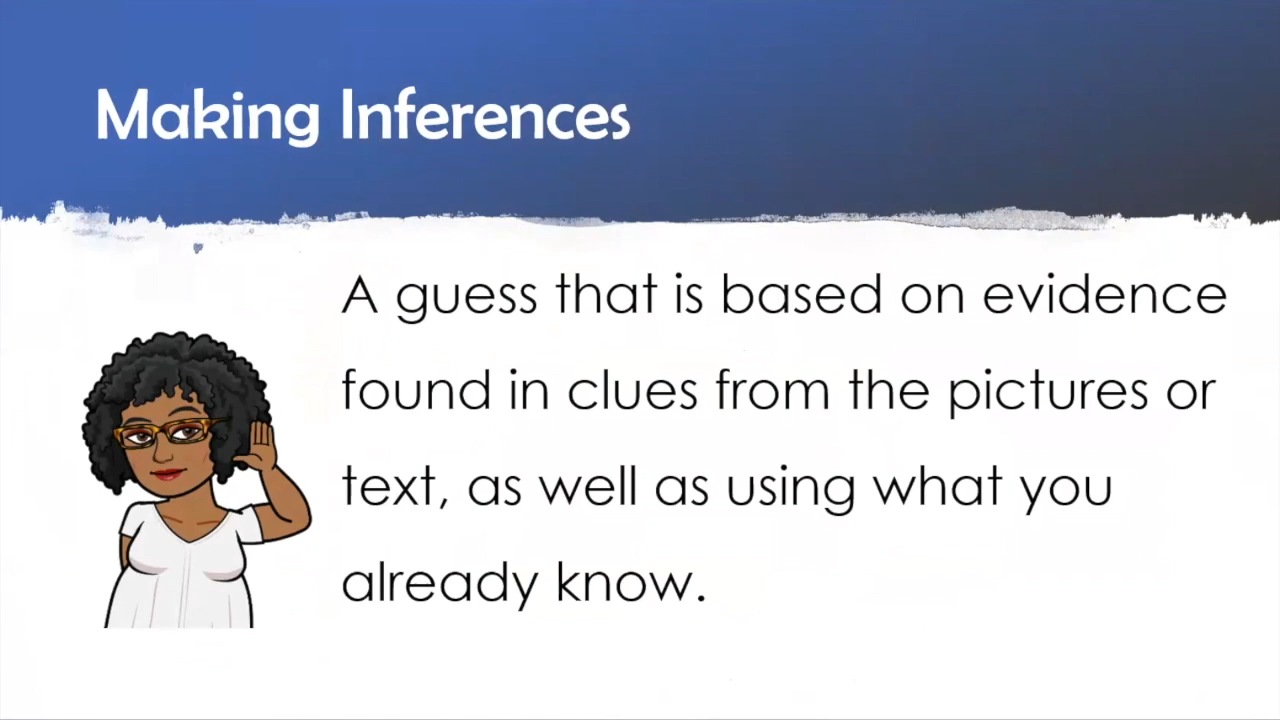 Making Inferences
A guess that is based on evidence
found in clues from the pictures or
text, as well as using what you
already know.